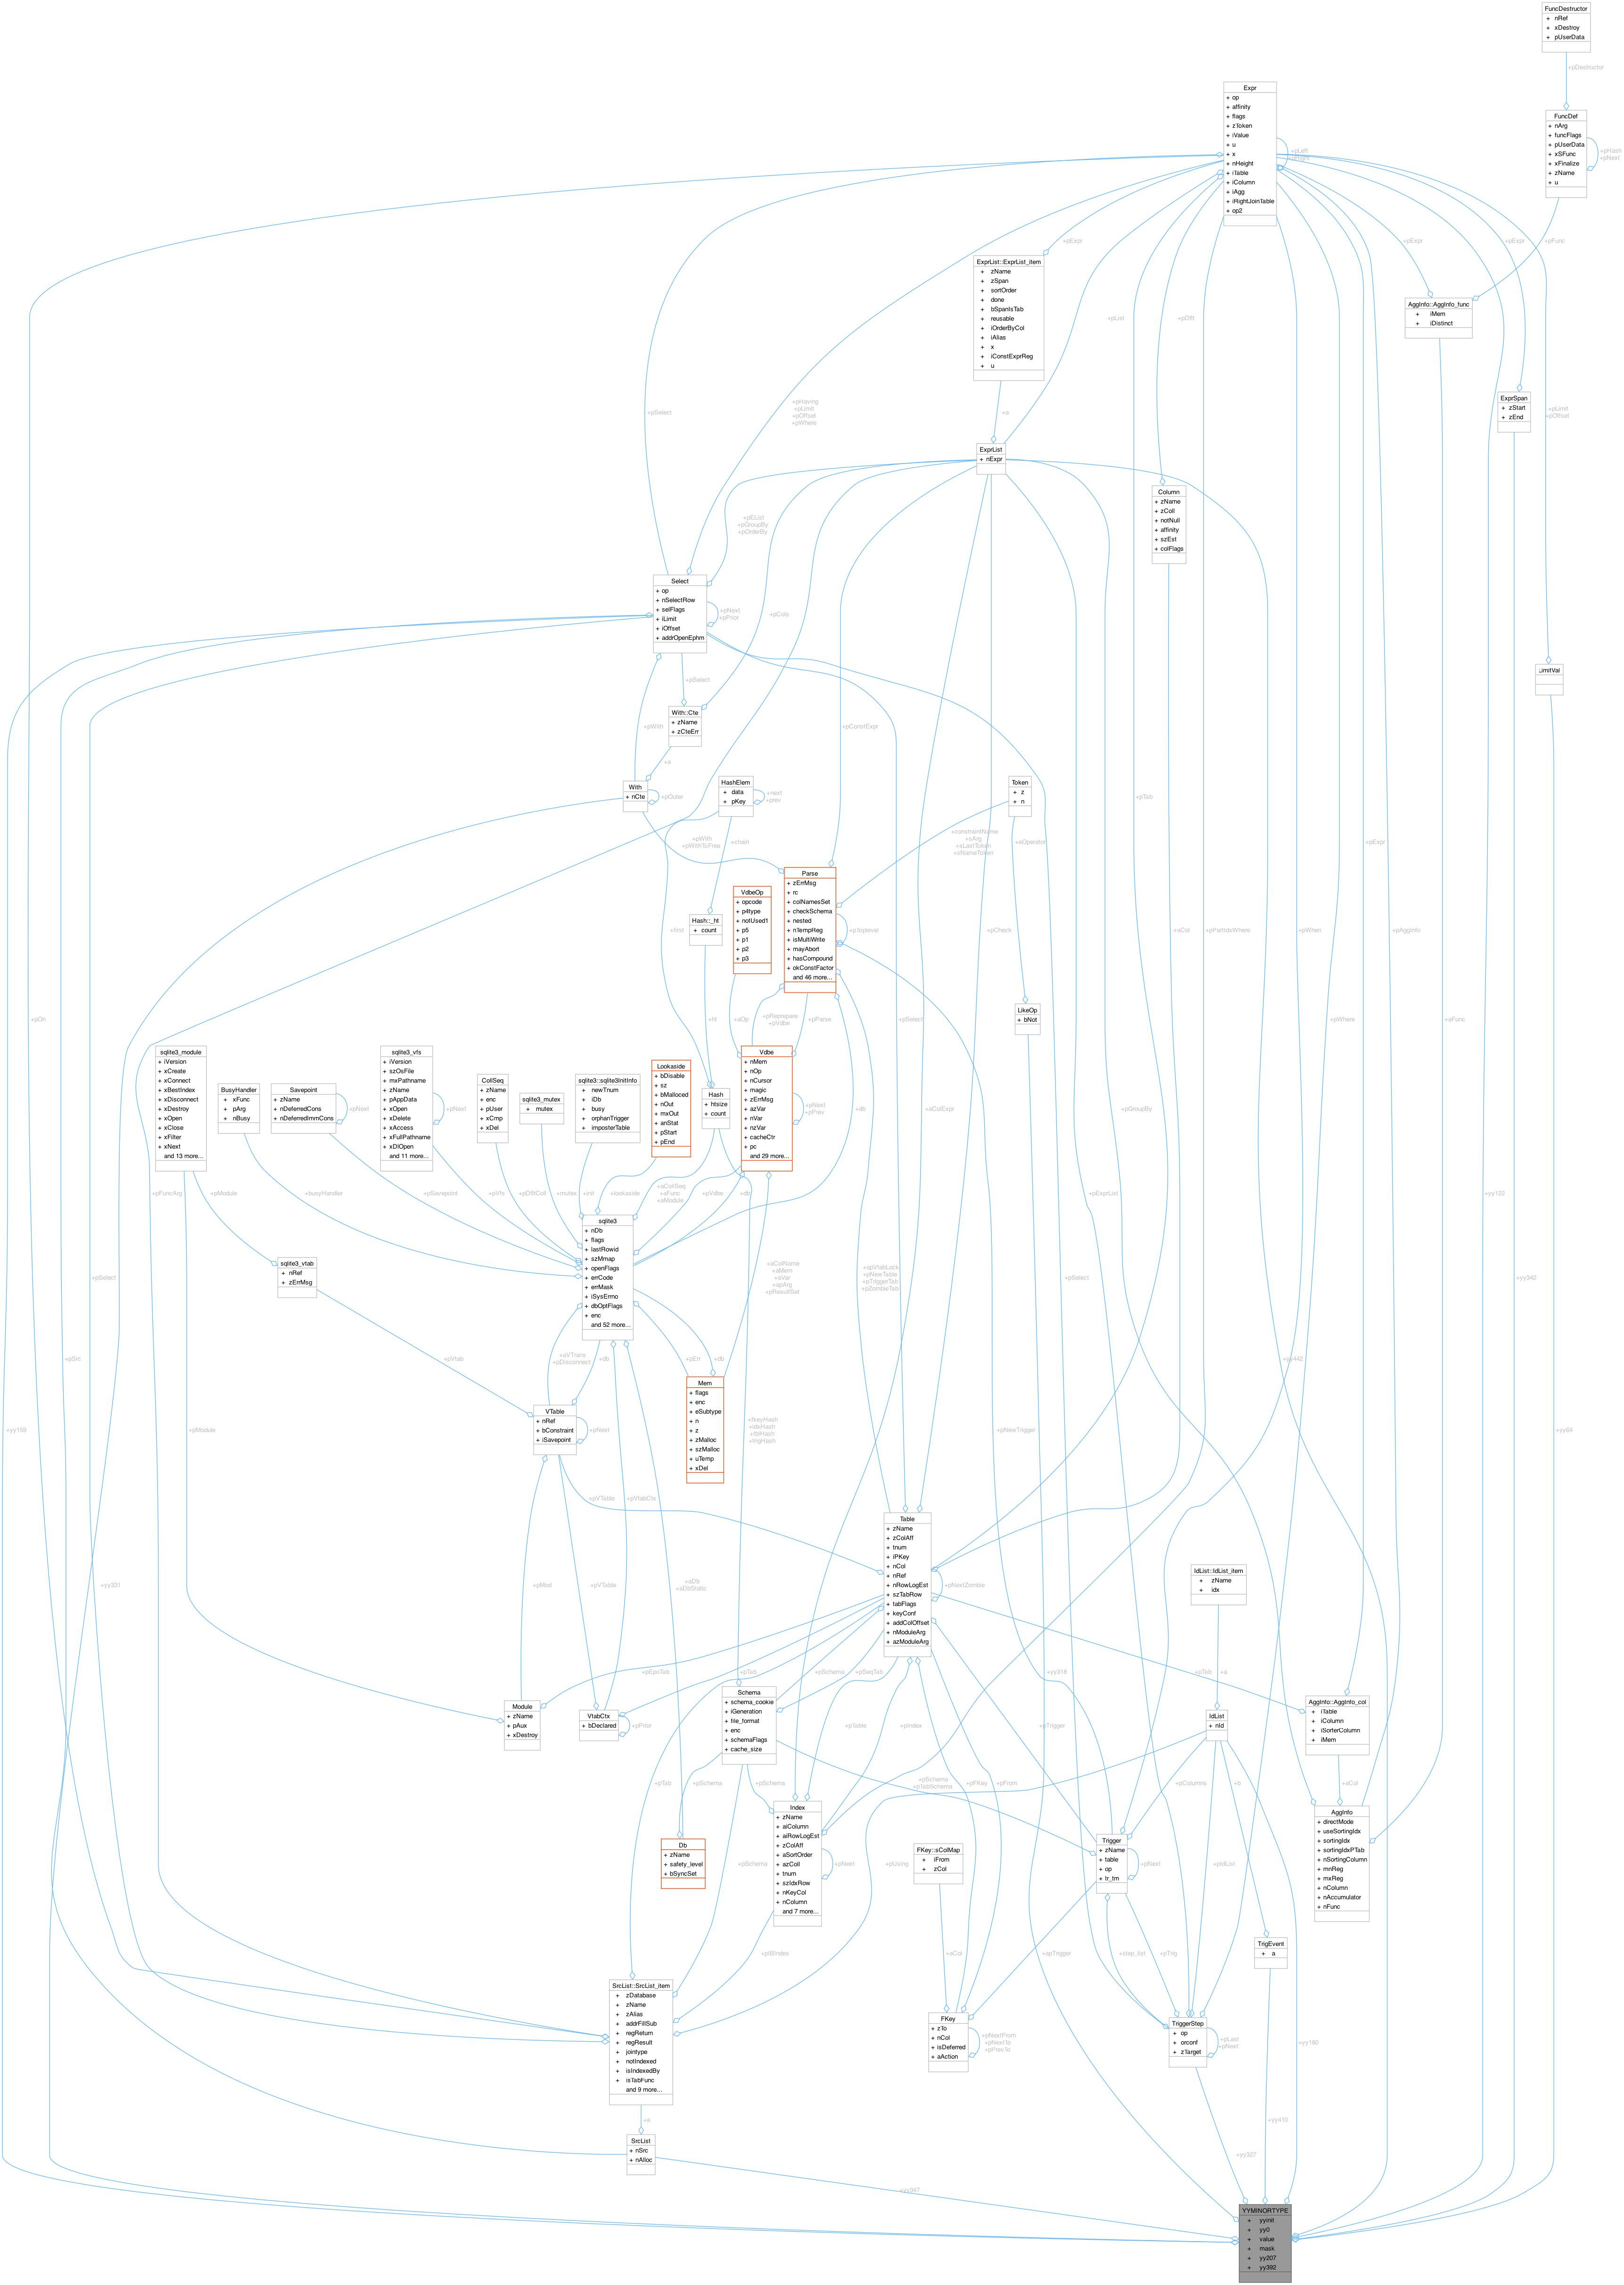 FuncDestructor
+ nRef
+ xDestroy
+ pUserData
+pDestructor
Expr
+ op
+ affinity
+ flags
+ zToken
+ iValue
+ u
+ x
+ nHeight
+ iTable
+ iColumn
+ iAgg
+ iRightJoinTable
+ op2
+pLeft
FuncDef
+ nArg
+ funcFlags
+ pUserData
+ xSFunc
+ xFinalize
+ zName
+ u
+pHash
+pNext
+pExpr
+pExpr
+pExpr
+pFunc
ExprList::ExprList_item
+ zName
+ zSpan
+ sortOrder
+ done
+ bSpanIsTab
+ reusable
+ iOrderByCol
+ iAlias
+ x
+ iConstExprReg
+ u
AggInfo::AggInfo_func
+ iMem
+ iDistinct
+pList
+pDflt
ExprSpan
+ zStart
+ zEnd
+pSelect
+pHaving
+pLimit
+pOffset
+pWhere
+a
+pLimit
+pOffset
ExprList
+ nExpr
Column
+ zName
+ zColl
+ notNull
+ affinity
+ szEst
+ colFlags
+pEList
+pGroupBy
+pOrderBy
Select
+ op
+ nSelectRow
+ selFlags
+ iLimit
+ iOffset
+ addrOpenEphm
+pNext
+pPrior
+pCols
LimitVal
+pSelect
With::Cte
+ zName
+ zCteErr
+pWith
+pConstExpr
+a
With
+ nCte
+pOuter
HashElem
+ data
+ pKey
+next
+prev
Token
+ z
+ n
+pWith
+pWithToFree
+chain
+constraintName
+sArg
+sLastToken
+sNameToken
+sOperator
Parse
+ zErrMsg
+ rc
+ colNamesSet
+ checkSchema
+ nested
+ nTempReg
+ isMultiWrite
+ mayAbort
+ hasCompound
+ okConstFactor
and 46 more...
+pToplevel
VdbeOp
+ opcode
+ p4type
+ notUsed1
+ p5
+ p1
+ p2
+ p3
Hash::_ht
+ count
+first
+pTab
+aCol
+pPartIdxWhere
+pWhen
+pCheck
+pExpr
+pAggInfo
+ht
+aOp
+pReprepare
+pVdbe
+pParse
LikeOp
+ bNot
+pOn
sqlite3_module
+ iVersion
+ xCreate
+ xConnect
+ xBestIndex
+ xDisconnect
+ xDestroy
+ xOpen
+ xClose
+ xFilter
+ xNext
and 13 more...
BusyHandler
+ xFunc
+ pArg
+ nBusy
Savepoint
+ zName
+ nDeferredCons
+ nDeferredImmCons
+pNext
sqlite3_vfs
+ iVersion
+ szOsFile
+ mxPathname
+ zName
+ pAppData
+ xOpen
+ xDelete
+ xAccess
+ xFullPathname
+ xDlOpen
and 11 more...
+pNext
CollSeq
+ zName
+ enc
+ pUser
+ xCmp
+ xDel
sqlite3_mutex
+ mutex
sqlite3::sqlite3InitInfo
+ newTnum
+ iDb
+ busy
+ orphanTrigger
+ imposterTable
Lookaside
+ bDisable
+ sz
+ bMalloced
+ nOut
+ mxOut
+ anStat
+ pStart
+ pEnd
Hash
+ htsize
+ count
Vdbe
+ nMem
+ nOp
+ nCursor
+ magic
+ zErrMsg
+ azVar
+ nVar
+ nzVar
+ cacheCtr
+ pc
and 29 more...
+pNext
+pPrev
+db
+pSelect
+aColExpr
+pWhere
+pGroupBy
+aFunc
+pFuncArg
+pModule
+busyHandler
+pSavepoint
+pVfs
+pDfltColl
+mutex
+init
+lookaside
+aCollSeq
+aFunc
+aModule
+pVdbe
+db
+pExprList
+yy122
sqlite3
+ nDb
+ flags
+ lastRowid
+ szMmap
+ openFlags
+ errCode
+ errMask
+ iSysErrno
+ dbOptFlags
+ enc
and 52 more...
sqlite3_vtab
+ nRef
+ zErrMsg
+pSelect
+aColName
+aMem
+aVar
+apArg
+pResultSet
+apVtabLock
+pNewTable
+pTriggerTab
+pZombieTab
+pSelect
+yy342
+pSrc
+pVtab
+aVTrans
+pDisconnect
+db
+pErr
+db
+yy442
Mem
+ flags
+ enc
+ eSubtype
+ n
+ z
+ zMalloc
+ szMalloc
+ uTemp
+ xDel
VTable
+ nRef
+ bConstraint
+ iSavepoint
+pNext
+yy159
+pModule
+fkeyHash
+idxHash
+tblHash
+trigHash
+pNewTrigger
+yy64
+pVTable
+pVtabCtx
Table
+ zName
+ zColAff
+ tnum
+ iPKey
+ nCol
+ nRef
+ nRowLogEst
+ szTabRow
+ tabFlags
+ keyConf
+ addColOffset
+ nModuleArg
+ azModuleArg
+pNextZombie
+yy331
+pMod
+pVTable
+aDb
+aDbStatic
IdList::IdList_item
+ zName
+ idx
+pEpoTab
+pTab
+pSchema
+pSeqTab
+yy318
+a
+pTab
Module
+ zName
+ pAux
+ xDestroy
VtabCtx
+ bDeclared
+pPrior
Schema
+ schema_cookie
+ iGeneration
+ file_format
+ enc
+ schemaFlags
+ cache_size
IdList
+ nId
AggInfo::AggInfo_col
+ iTable
+ iColumn
+ iSorterColumn
+ iMem
+pTable
+pIndex
+pTrigger
+pTab
+pSchema
+pSchema
+pFKey
+pFrom
+pSchema
+pTabSchema
+pColumns
+b
+aCol
Index
+ zName
+ aiColumn
+ aiRowLogEst
+ zColAff
+ aSortOrder
+ azColl
+ tnum
+ szIdxRow
+ nKeyCol
+ nColumn
and 7 more...
+pNext
AggInfo
+ directMode
+ useSortingIdx
+ sortingIdx
+ sortingIdxPTab
+ nSortingColumn
+ mnReg
+ mxReg
+ nColumn
+ nAccumulator
+ nFunc
Db
+ zName
+ safety_level
+ bSyncSet
+pSchema
+pUsing
FKey::sColMap
+ iFrom
+ zCol
Trigger
+ zName
+ table
+ op
+ tr_tm
+pNext
+pIdList
TrigEvent
+ a
+pIBIndex
+aCol
+apTrigger
+step_list
+pTrig
SrcList::SrcList_item
+ zDatabase
+ zName
+ zAlias
+ addrFillSub
+ regReturn
+ regResult
+ jointype
+ notIndexed
+ isIndexedBy
+ isTabFunc
and 9 more...
FKey
+ zTo
+ nCol
+ isDeferred
+ aAction
+pNextFrom
+pNextTo
+pPrevTo
TriggerStep
+ op
+ orconf
+ zTarget
+pLast
+pNext
+yy180
+a
+yy410
SrcList
+ nSrc
+ nAlloc
+yy327
+yy347
YYMINORTYPE
+ yyinit
+ yy0
+ value
+ mask
+ yy207
+ yy392